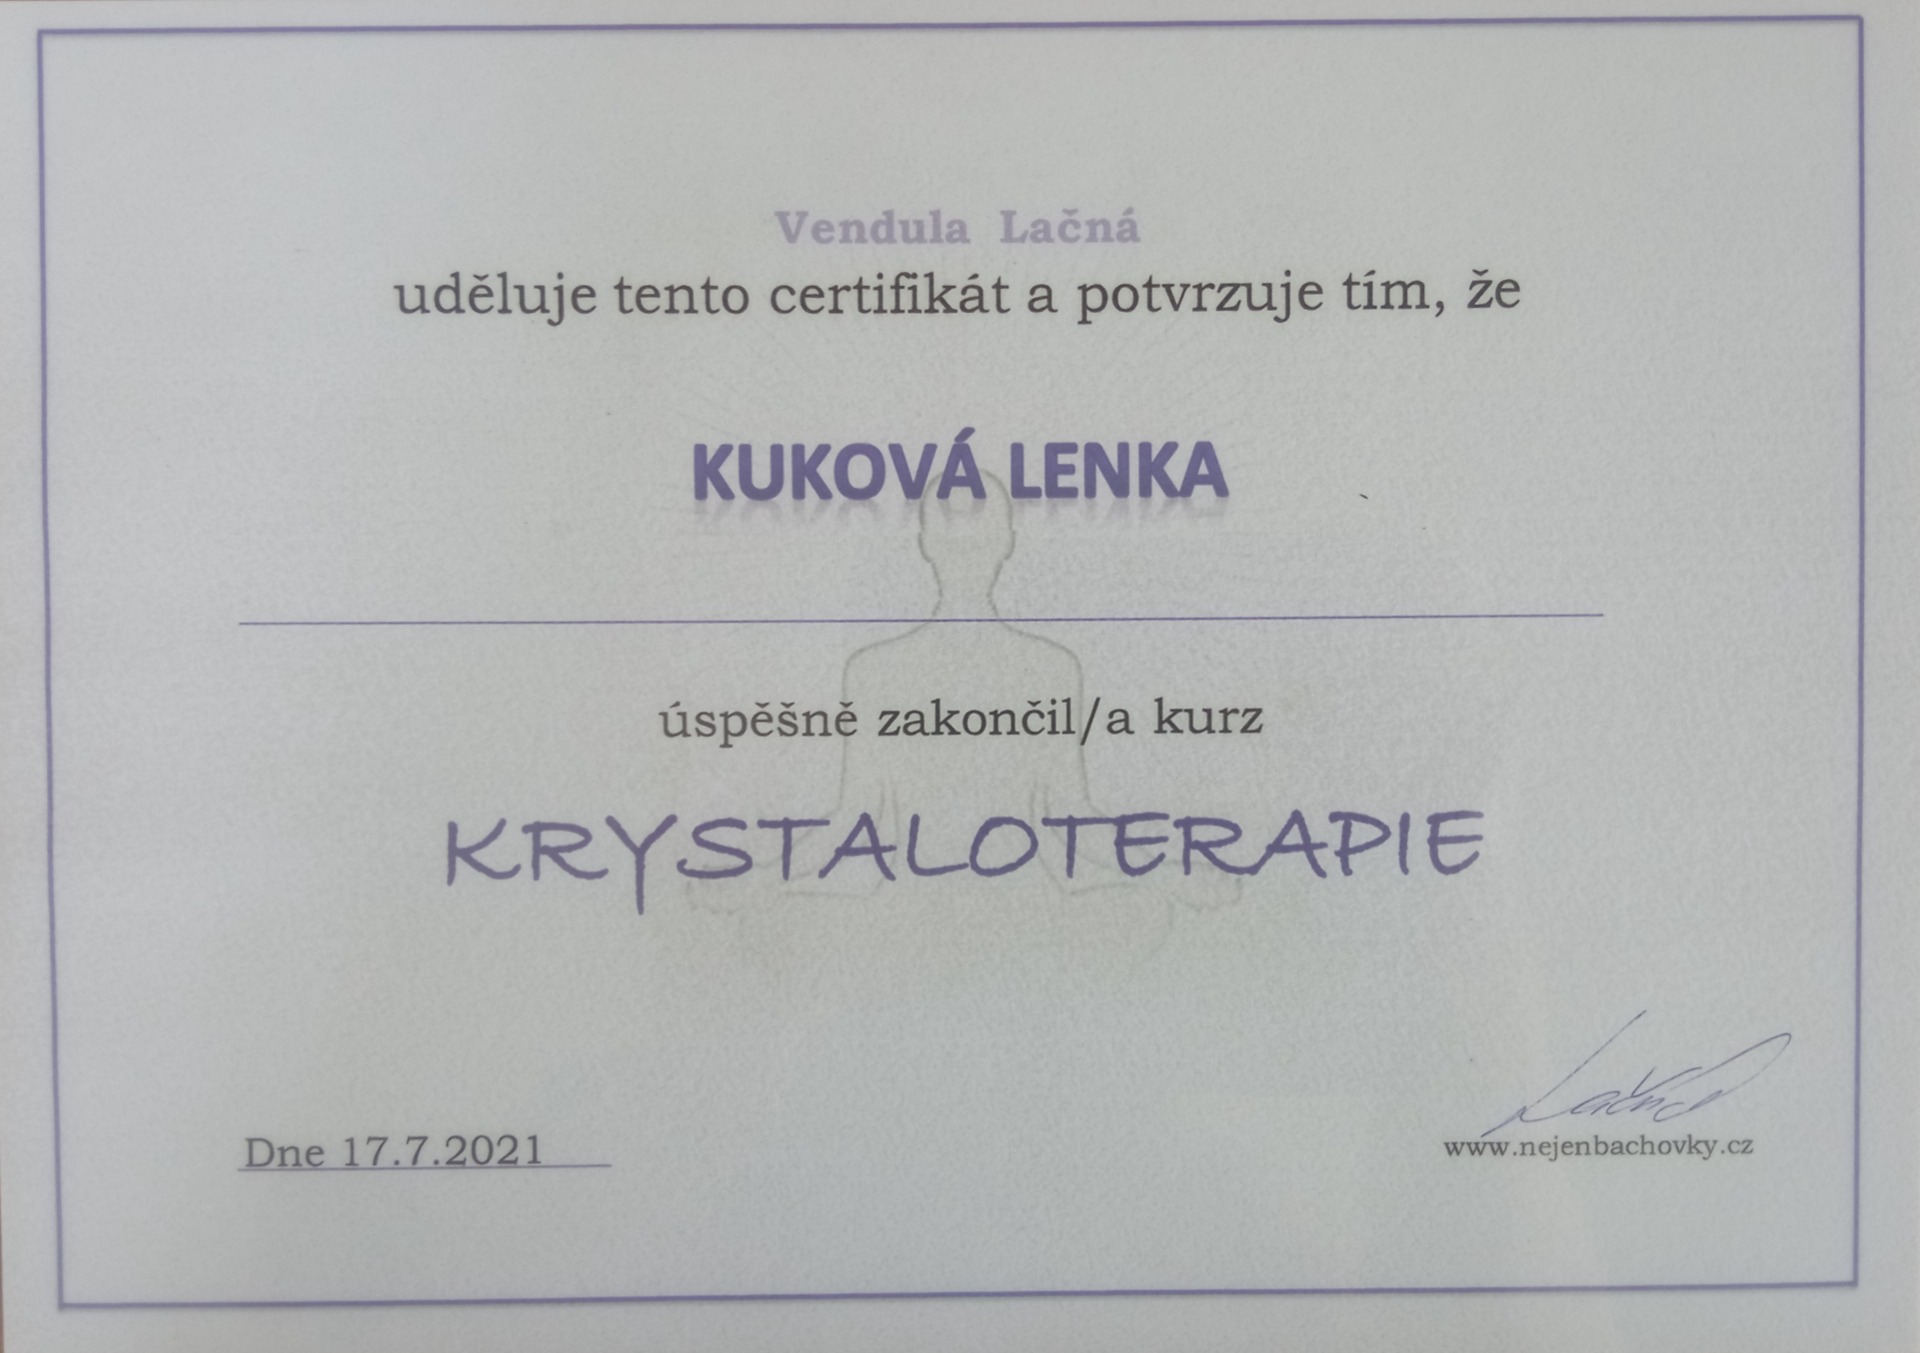 Vendula Lačná
uděluje tento certifikát a potvrzuje tím, že
KUKOVÁ LENKA
úspěšně zakončil/a kurz
KRYSTALOTERAPIE
Lačná
Dne 17.7.2021
www.nejenbachovky.cz